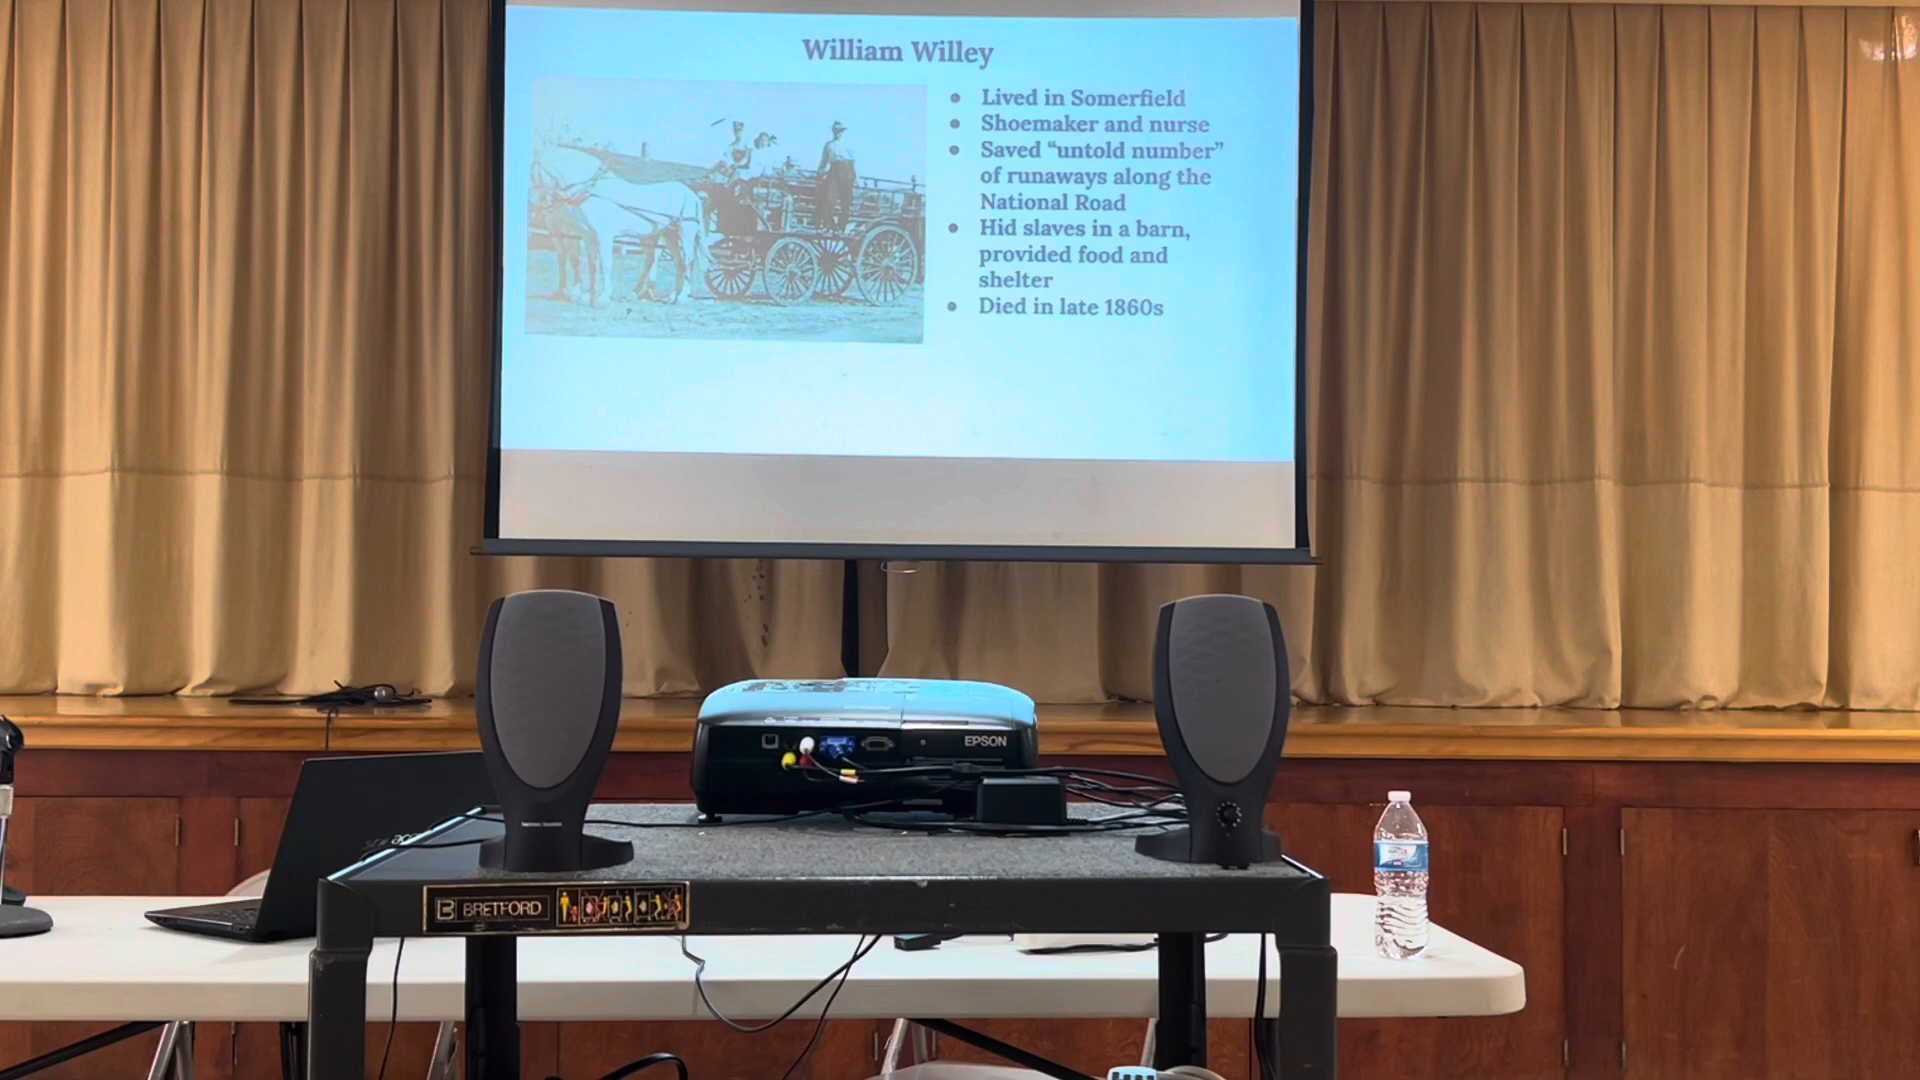 William Willey
● Lived in Somerfield
● Shoemaker and nurse
● Saved “untold number”
of runaways along the
National Road
● Hid slaves in a barn,
provided food and
shelter
● Died in late 1860s
EPSON
acer
BRETFORD